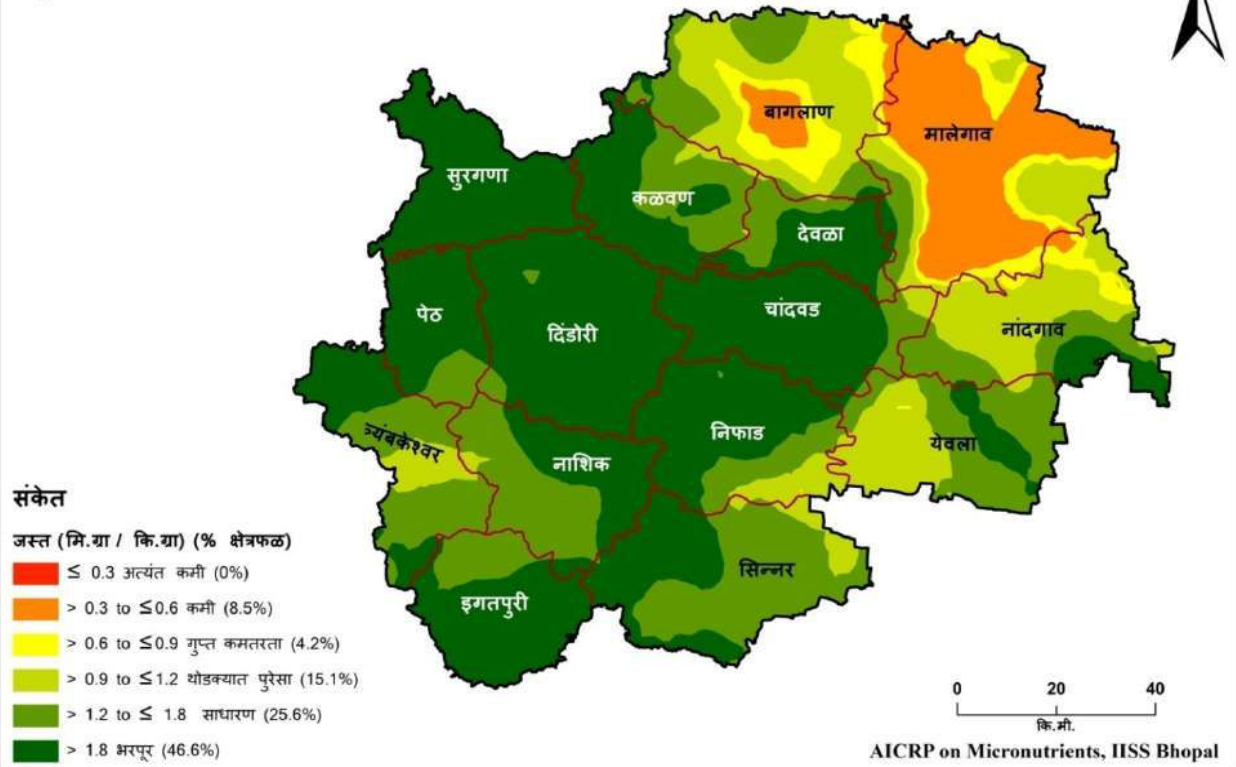 बागलाण
मालेगाव
सुरगणा
कळवण
देवळा
पेठ
दिंडोरी
चांदवड
नांदगाव
त्र्यंबकेश्वर
नाशिक
निफाड
येवला
सिन्नर
इगतपुरी
संकेत
जस्त (मि.ग्रा / कि.ग्रा) (% क्षेत्रफळ)
≤ 0.3 अत्यंत कमी (0%)
> 0.3 to ≤0.6 कमी (8.5%)
> 0.6 to ≤0.9 गुप्त कमतरता (4.2%)
> 0.9 to ≤1.2 थोडक्यात पुरेसा (15.1%)
> 1.2 to ≤ 1.8 साधारण (25.6%)
> 1.8 भरपूर (46.6%)
0 20 40
कि.मी.
AICRP on Micronutrients, IISS Bhopal